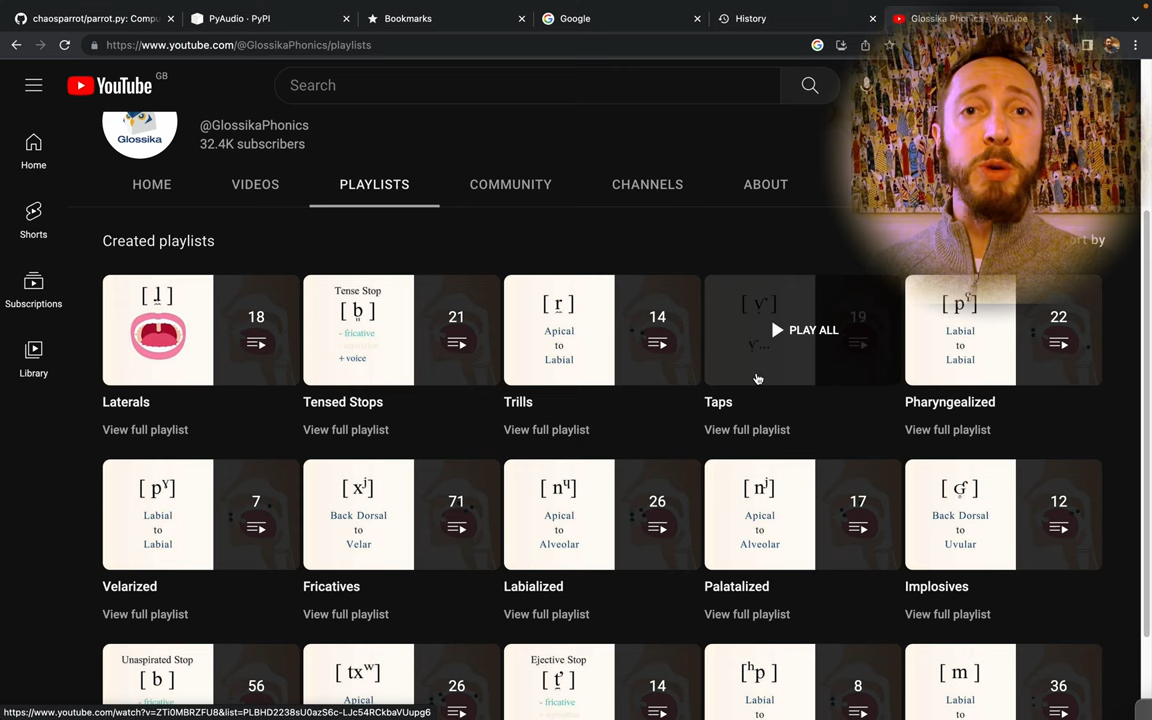 chaosparrot/parrot.py: Compu
PyAudio · PyPI
Bookmarks
Google
History
Glossika Phonics - YouTube
https://www.youtube.com/@GlossikaPhonics/playlists
YouTube
GB
Search
Glossika
@GlossikaPhonics
32.4K subscribers
Home
Shorts
Subscriptions
Library
HOME
VIDEOS
PLAYLISTS
COMMUNITY
CHANNELS
ABOUT
Created playlists
rt by
18
Laterals
View full playlist
Tense Stop
- fricative
+ voice
21
Tensed Stops
View full playlist
Apical
to
Labial
14
Trills
View full playlist
PLAY ALL
19
Taps
View full playlist
[ pˤ ]
Labial
to
Labial
22
Pharyngealized
View full playlist
[ pˠ ]
Labial
to
Labial
7
Velarized
View full playlist
[ xʲ ]
Back Dorsal
to
Velar
71
Fricatives
View full playlist
[ nᶣ ]
Apical
to
Alveolar
26
Labialized
View full playlist
[ nʲ ]
Apical
to
Alveolar
17
Palatalized
View full playlist
Back Dorsal
to
Uvular
12
Implosives
View full playlist
Unaspirated Stop
[ b ]
- fricative
56
[ txʷ ]
Apical
26
Ejective Stop
- fricative
14
[ʰp ]
Labial
8
[ m ]
Labial
36
https://www.youtube.com/watch?v=ZTi0MBRZFU8&list=PLBHD2238sU0azS6c-LJc54RCkbaVUupg6